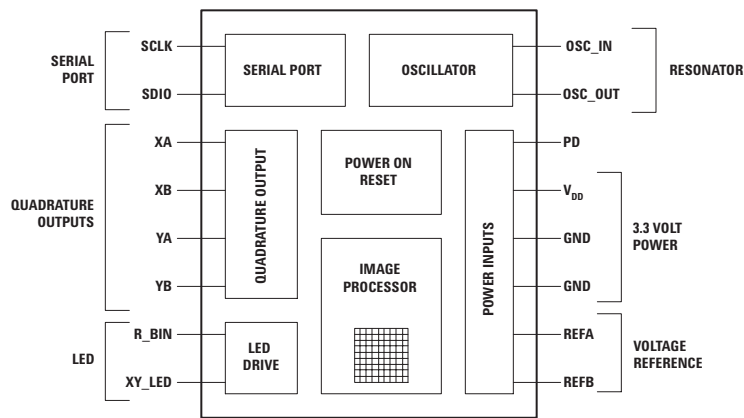 SERIAL
PORT
SCLK
SDIO
SERIAL PORT
OSCILLATOR
OSC_IN
OSC_OUT
RESONATOR
QUADRATURE
OUTPUTS
XA
XB
YA
YB
QUADRATURE OUTPUT
POWER ON
RESET
IMAGE
PROCESSOR
POWER INPUTS
PD
VDD
GND
GND
3.3 VOLT
POWER
LED
R_BIN
XY_LED
LED
DRIVE
REFA
REFB
VOLTAGE
REFERENCE